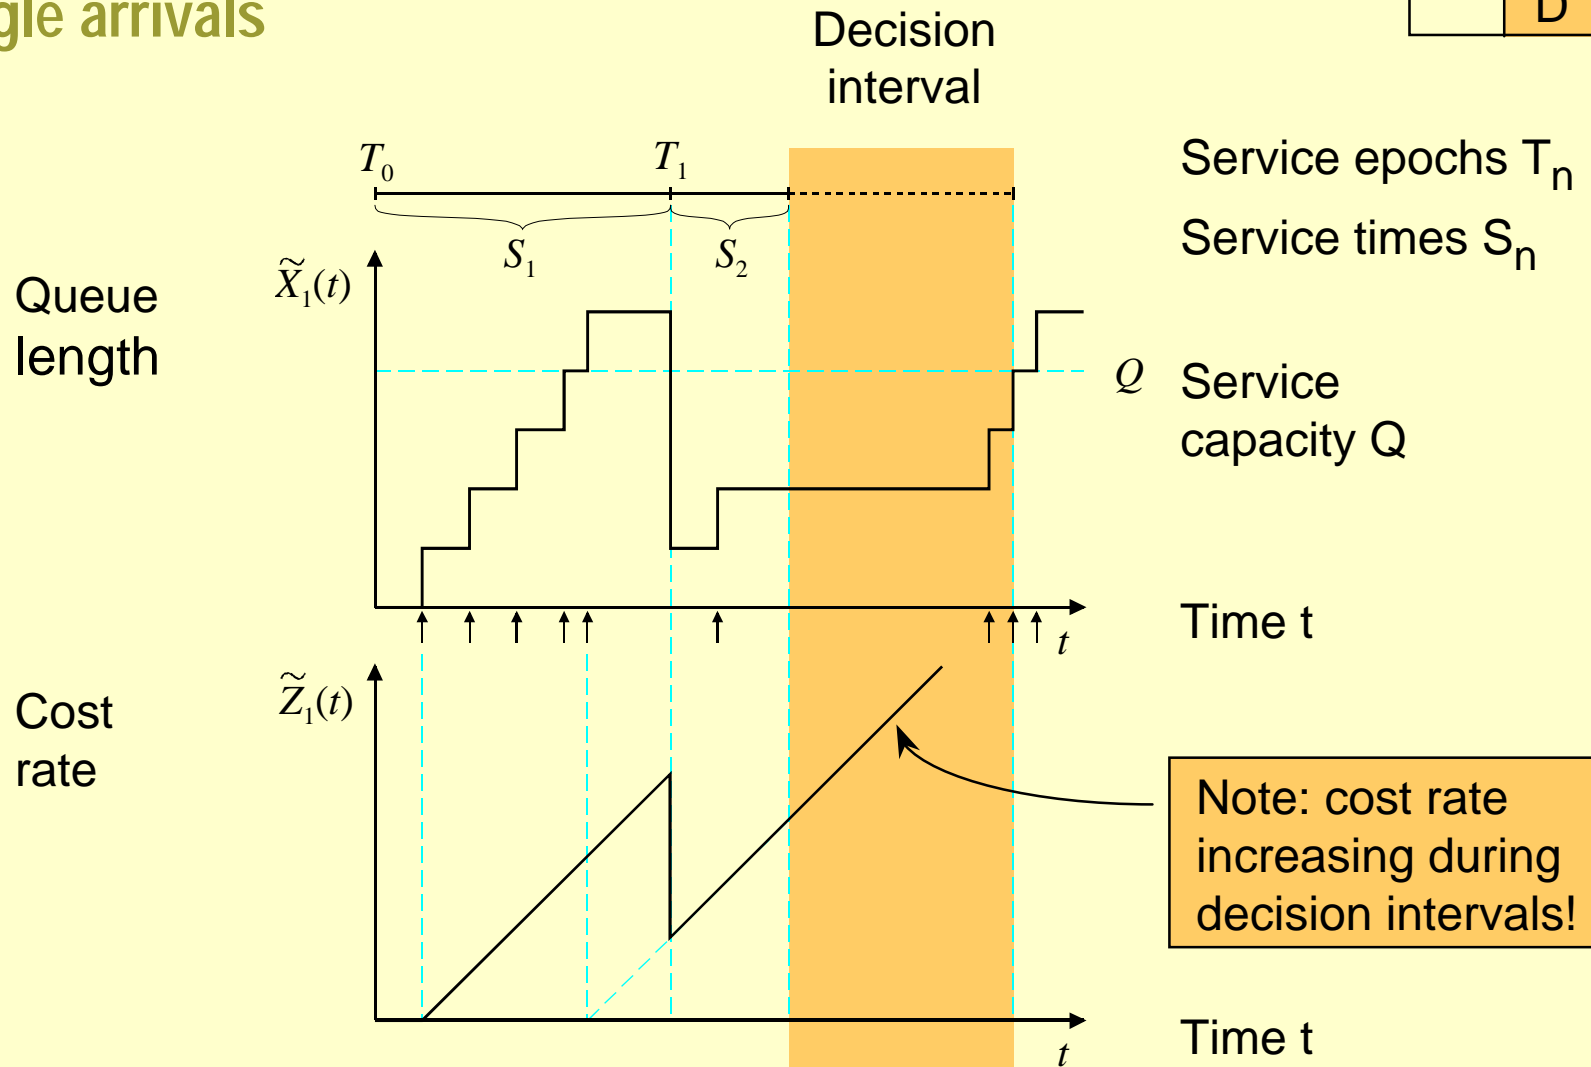 gle arrivals
D
Decision
interval
T₀
T₁
S₁
S₂
Service epochs Tₙ
Service times Sₙ
Queue
length
X̃₁(t)
Q
Service
capacity Q
t
Time t
Cost
rate
Z̃₁(t)
Note: cost rate
increasing during
decision intervals!
t
Time t